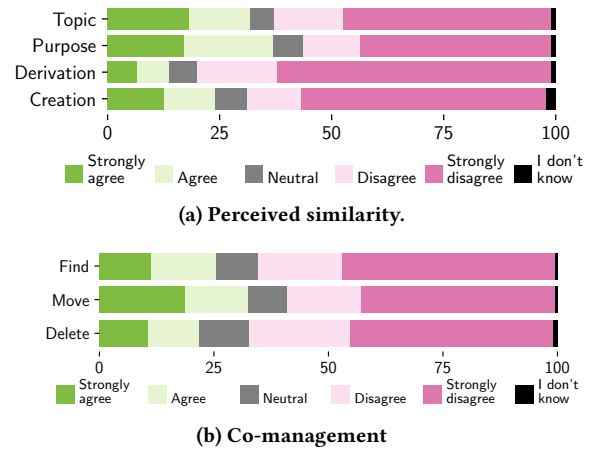 Topic
Purpose
Derivation
Creation
0 25 50 75 100
Strongly agree Agree Neutral Disagree Strongly disagree I don't know
(a) Perceived similarity.
Find
Move
Delete
0 25 50 75 100
Strongly agree Agree Neutral Disagree Strongly disagree I don't know
(b) Co-management